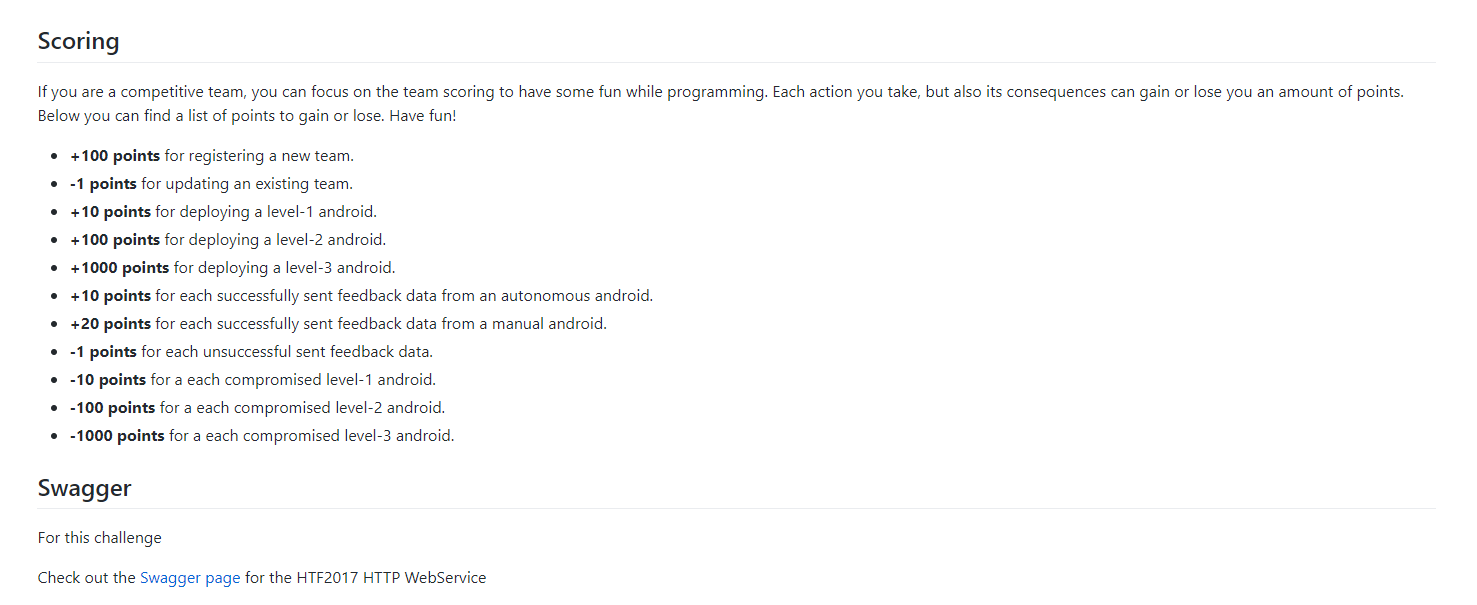 Scoring
If you are a competitive team, you can focus on the team scoring to have some fun while programming. Each action you take, but also its consequences can gain or lose you an amount of points.
Below you can find a list of points to gain or lose. Have fun!
• +100 points for registering a new team.
• -1 points for updating an existing team.
• +10 points for deploying a level-1 android.
• +100 points for deploying a level-2 android.
• +1000 points for deploying a level-3 android.
• +10 points for each successfully sent feedback data from an autonomous android.
• +20 points for each successfully sent feedback data from a manual android.
• -1 points for each unsuccessful sent feedback data.
• -10 points for a each compromised level-1 android.
• -100 points for a each compromised level-2 android.
• -1000 points for a each compromised level-3 android.
Swagger
For this challenge
Check out the Swagger page for the HTF2017 HTTP WebService